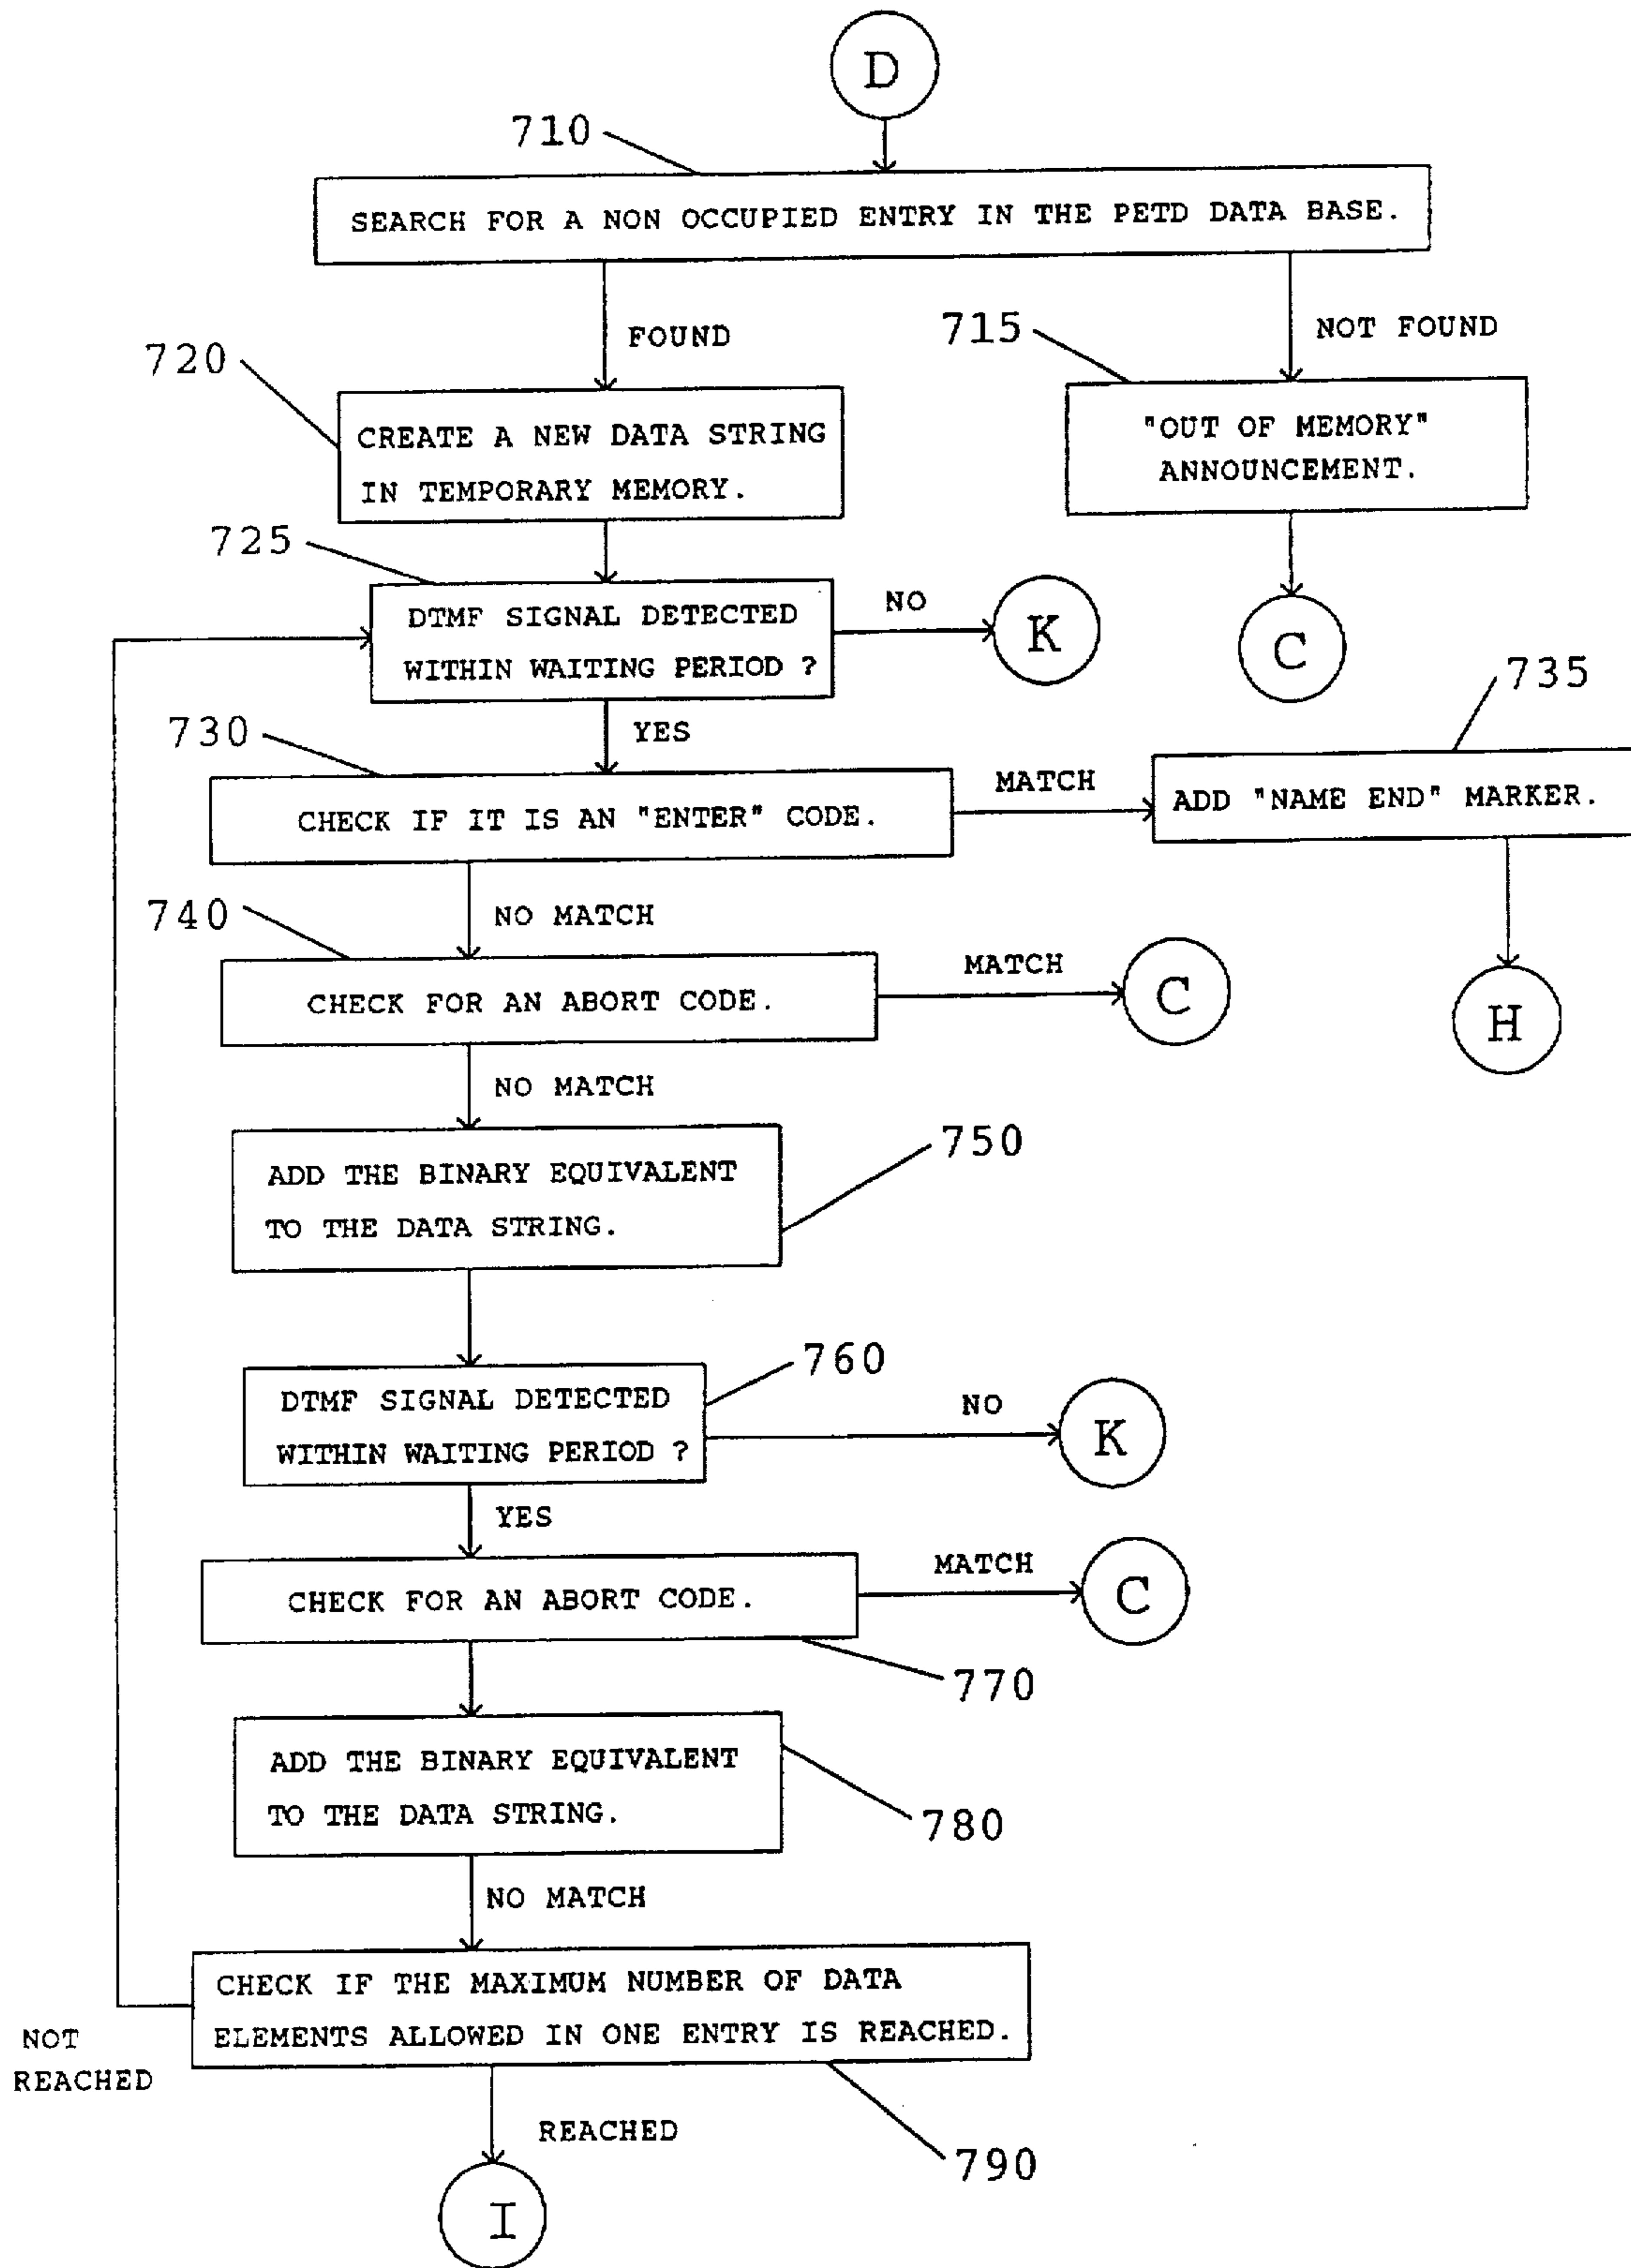 D
710
SEARCH FOR A NON OCCUPIED ENTRY IN THE PETD DATA BASE.
FOUND
715
NOT FOUND
720
CREATE A NEW DATA STRING
IN TEMPORARY MEMORY.
"OUT OF MEMORY"
ANNOUNCEMENT.
725
DTMF SIGNAL DETECTED
WITHIN WAITING PERIOD ?
NO
K
C
YES
730
735
CHECK IF IT IS AN "ENTER" CODE.
MATCH
ADD "NAME END" MARKER.
NO MATCH
740
CHECK FOR AN ABORT CODE.
MATCH
C
H
NO MATCH
750
ADD THE BINARY EQUIVALENT
TO THE DATA STRING.
760
DTMF SIGNAL DETECTED
WITHIN WAITING PERIOD ?
NO
K
YES
CHECK FOR AN ABORT CODE.
MATCH
C
770
ADD THE BINARY EQUIVALENT
TO THE DATA STRING.
780
NO MATCH
CHECK IF THE MAXIMUM NUMBER OF DATA
ELEMENTS ALLOWED IN ONE ENTRY IS REACHED.
NOT
REACHED
REACHED
790
I